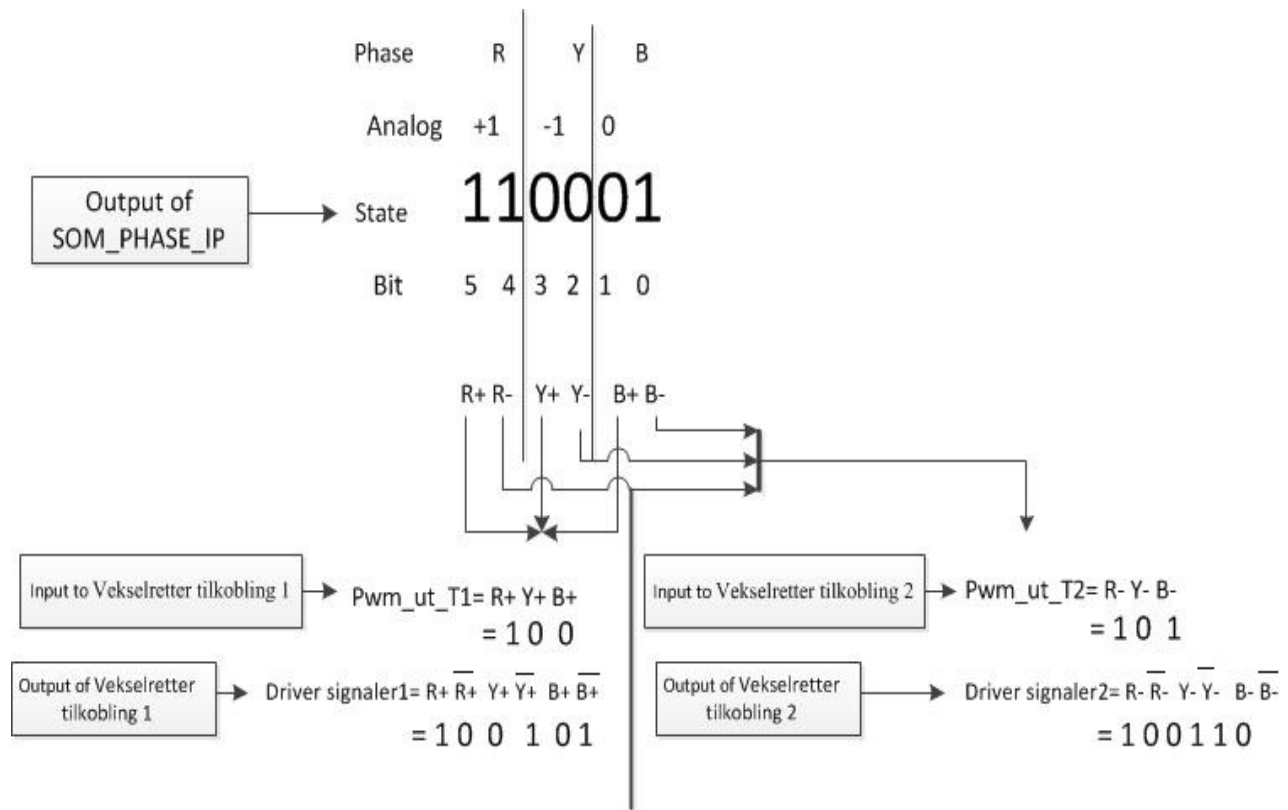 Phase R Y B
Analog +1 -1 0
Output of
SOM_PHASE_IP
State 110001
Bit 5 4 3 2 1 0
R+ R- Y+ Y- B+ B-
Input to Vekselretter tilkobling 1
Pwm_ut_T1= R+ Y+ B+
= 1 0 0
Input to Vekselretter tilkobling 2
Pwm_ut_T2= R- Y- B-
= 1 0 1
Output of Vekselretter
tilkobling 1
Driver signaler1= R+ R̅+̅ Y+ Y̅+̅ B+ B̅+̅
= 1 0 0 1 0 1
Output of Vekselretter
tilkobling 2
Driver signaler2= R- R̅-̅ Y- Y̅-̅ B- B̅-̅
= 1 0 0 1 1 0